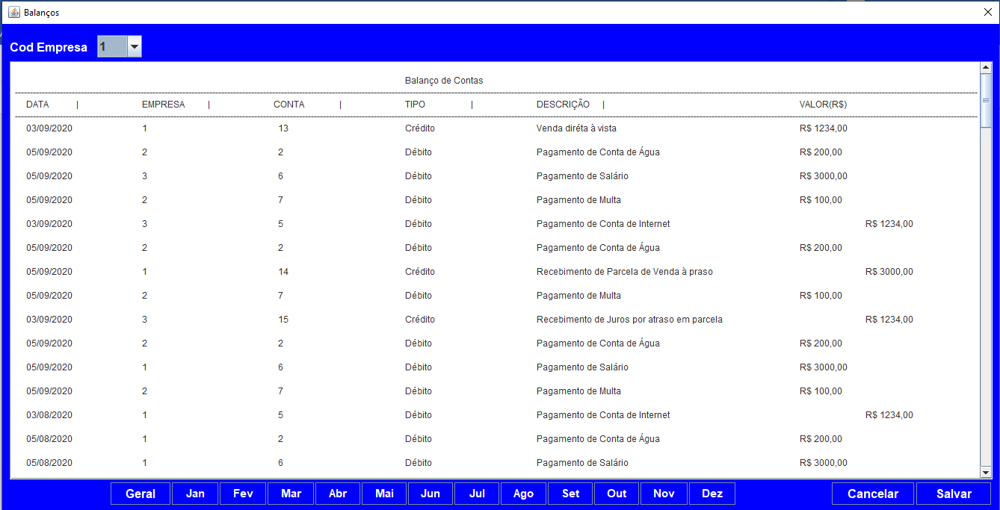 Balanços
Cod Empresa 1
Balanço de Contas
DATA | EMPRESA | CONTA | TIPO | DESCRIÇÃO | VALOR(R$)
03/09/2020 1 13 Crédito Venda diréta à vista R$ 1234,00
05/09/2020 2 2 Débito Pagamento de Conta de Água R$ 200,00
05/09/2020 3 6 Débito Pagamento de Salário R$ 3000,00
05/09/2020 2 7 Débito Pagamento de Multa R$ 100,00
03/09/2020 3 5 Débito Pagamento de Conta de Internet R$ 1234,00
05/09/2020 2 2 Débito Pagamento de Conta de Água R$ 200,00
05/09/2020 1 14 Crédito Recebimento de Parcela de Venda à praso R$ 3000,00
05/09/2020 2 7 Débito Pagamento de Multa R$ 100,00
03/09/2020 3 15 Crédito Recebimento de Juros por atraso em parcela R$ 1234,00
05/09/2020 2 2 Débito Pagamento de Conta de Água R$ 200,00
05/09/2020 1 6 Débito Pagamento de Salário R$ 3000,00
05/09/2020 2 7 Débito Pagamento de Multa R$ 100,00
03/08/2020 1 5 Débito Pagamento de Conta de Internet R$ 1234,00
05/08/2020 1 2 Débito Pagamento de Conta de Água R$ 200,00
05/08/2020 1 6 Débito Pagamento de Salário R$ 3000,00
Geral Jan Fev Mar Abr Mai Jun Jul Ago Set Out Nov Dez Cancelar Salvar